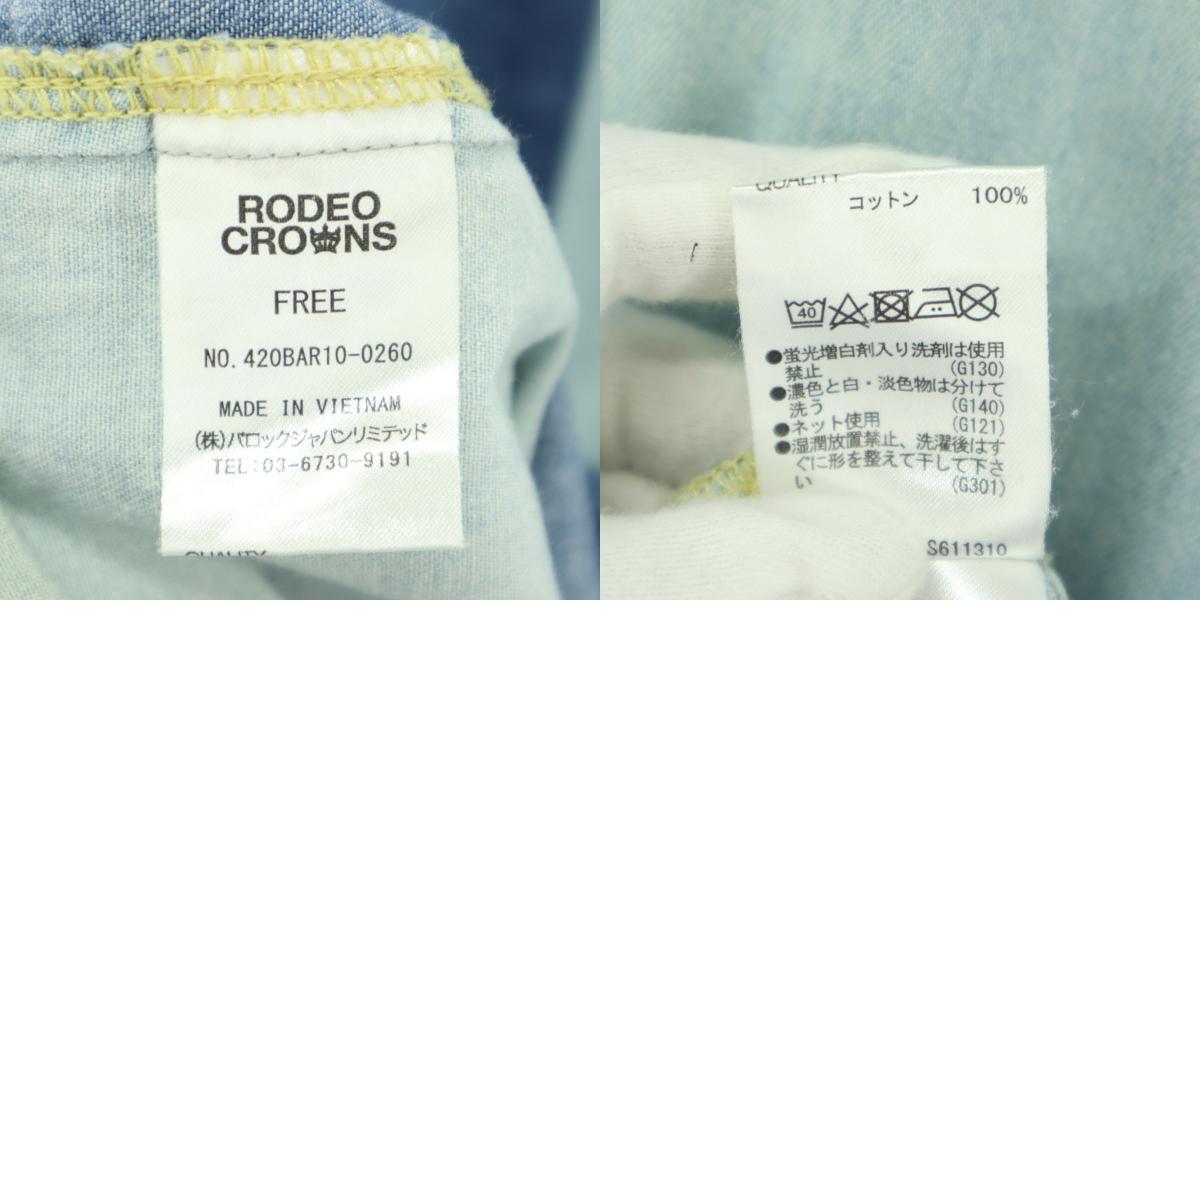 RODEO
CROWNS
FREE
NO. 420BAR10-0260
MADE IN VIETNAM
(株)バロックジャパンリミテッド
TEL:03-6730-9191
QUALITY
QUALITY
コットン 100%
40
●蛍光増白剤入り洗剤は使用
禁止 (G130)
●濃色と白・淡色物は分けて
洗う (G140)
●ネット使用 (G121)
●湿潤放置禁止、洗濯後はす
ぐに形を整えて干して下さ
い (G301)
S611310